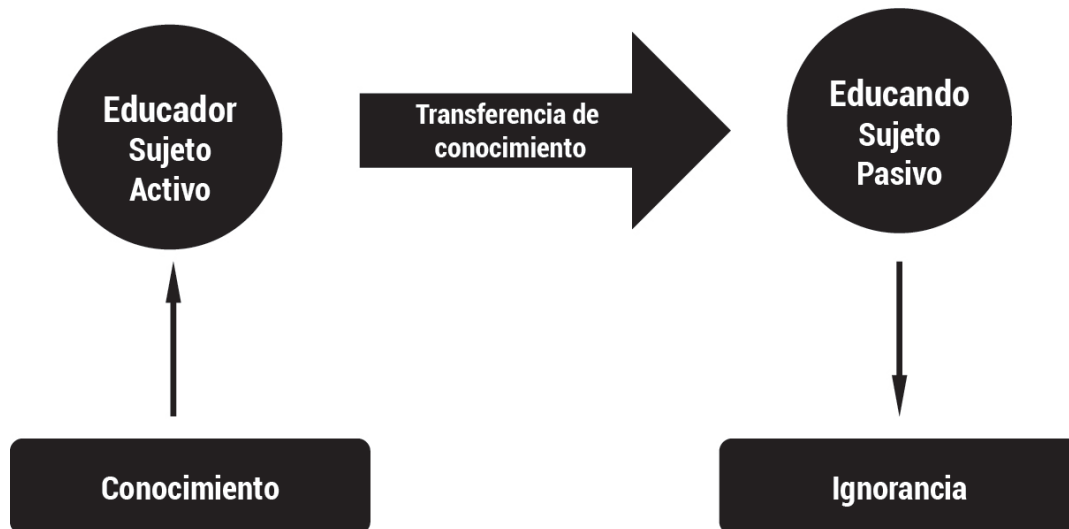 Educador
Sujeto
Activo
Transferencia de
conocimiento
Educando
Sujeto
Pasivo
Conocimiento
Ignorancia